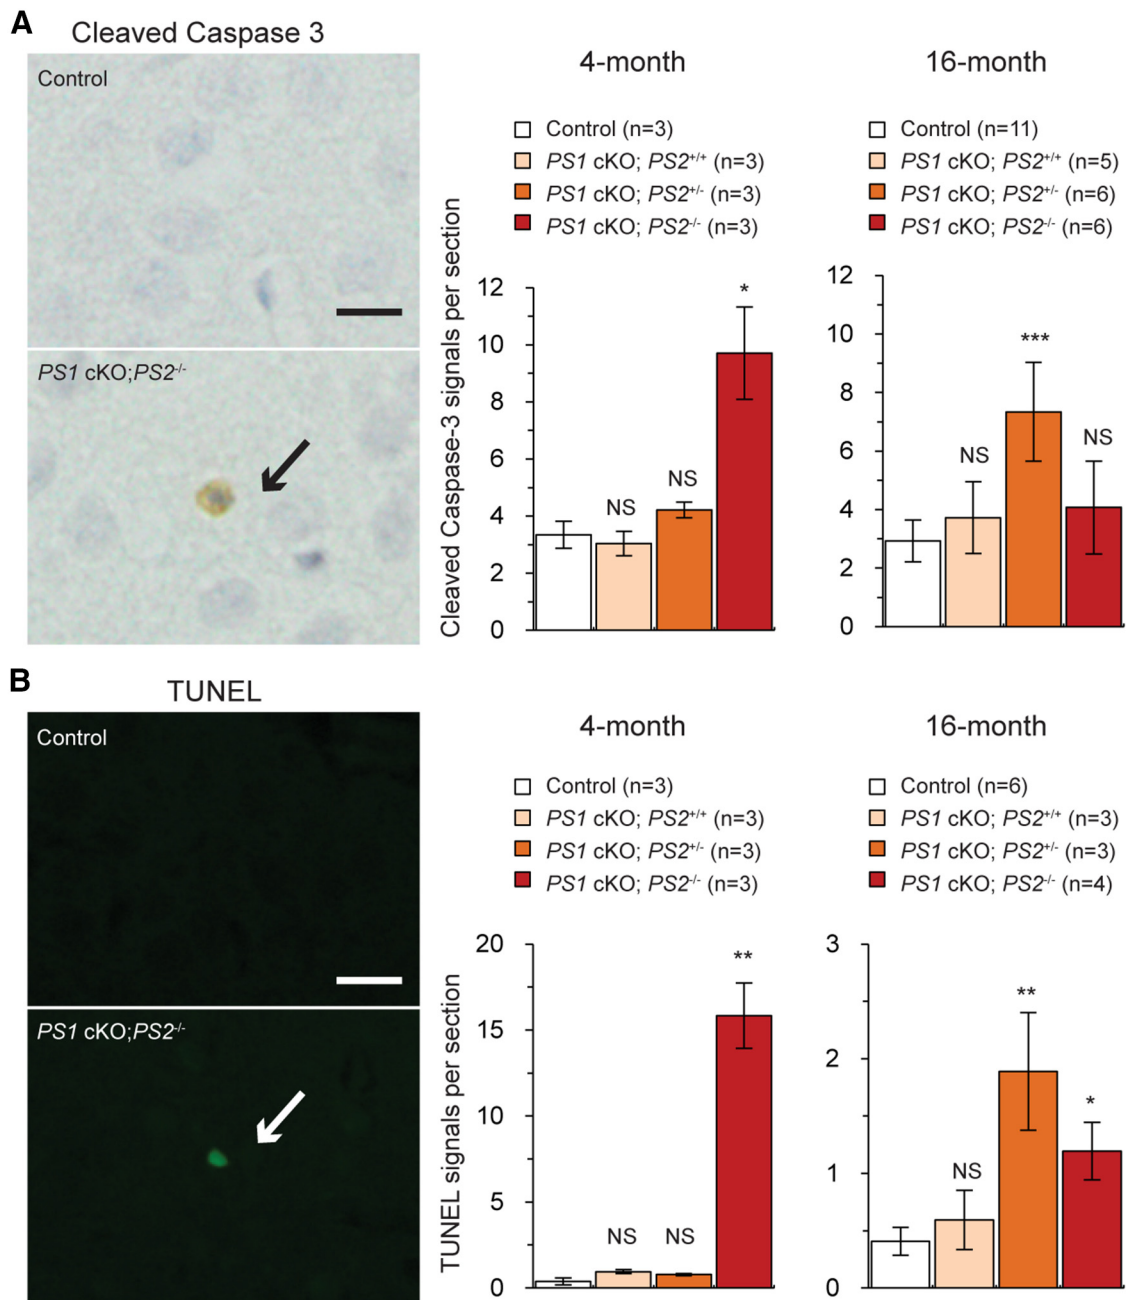 A
Cleaved Caspase 3
Control
PS1 cKO;PS2-/-
4-month
Control (n=3)
PS1 cKO; PS2+/+ (n=3)
PS1 cKO; PS2+/- (n=3)
PS1 cKO; PS2-/- (n=3)
Cleaved Caspase-3 signals per section
12
10
8
6
4
2
0
NS
NS
*
16-month
Control (n=11)
PS1 cKO; PS2+/+ (n=5)
PS1 cKO; PS2+/- (n=6)
PS1 cKO; PS2-/- (n=6)
12
10
8
6
4
2
0
NS
***
NS
B
TUNEL
Control
PS1 cKO;PS2-/-
4-month
Control (n=3)
PS1 cKO; PS2+/+ (n=3)
PS1 cKO; PS2+/- (n=3)
PS1 cKO; PS2-/- (n=3)
TUNEL signals per section
20
15
10
5
0
NS
NS
**
16-month
Control (n=6)
PS1 cKO; PS2+/+ (n=3)
PS1 cKO; PS2+/- (n=3)
PS1 cKO; PS2-/- (n=4)
3
2
1
0
NS
**
*